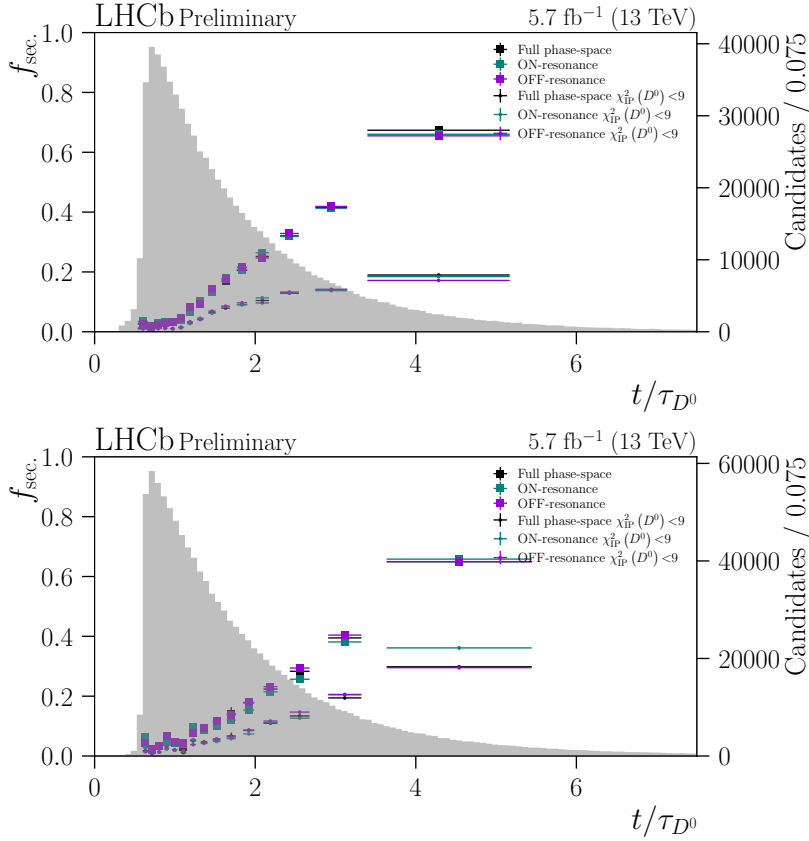 LHCb Preliminary 5.7 fb⁻¹ (13 TeV)
f_sec.
1.0
0.8
0.6
0.4
0.2
0.0
Full phase-space
ON-resonance
OFF-resonance
Full phase-space χ²_IP (D⁰) <9
ON-resonance χ²_IP (D⁰) <9
OFF-resonance χ²_IP (D⁰) <9
40000
30000
20000
10000
0
Candidates / 0.075
0 2 4 6
t/τ_D⁰
LHCb Preliminary 5.7 fb⁻¹ (13 TeV)
f_sec.
1.0
0.8
0.6
0.4
0.2
0.0
Full phase-space
ON-resonance
OFF-resonance
Full phase-space χ²_IP (D⁰) <9
ON-resonance χ²_IP (D⁰) <9
OFF-resonance χ²_IP (D⁰) <9
60000
40000
20000
0
Candidates / 0.075
0 2 4 6
t/τ_D⁰